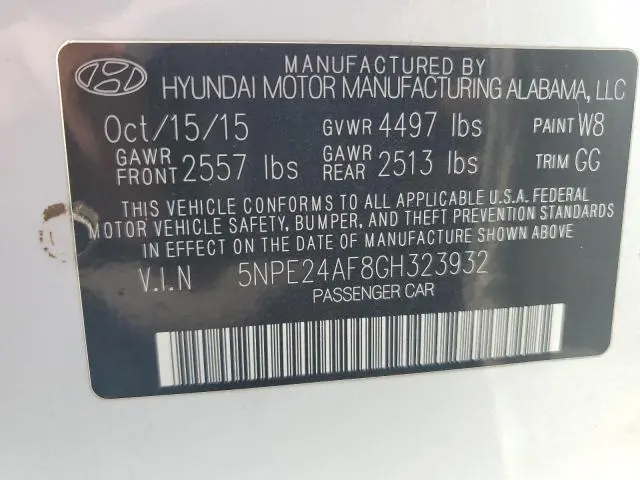 MANUFACTURED BY
HYUNDAI MOTOR MANUFACTURING ALABAMA, LLC
Oct/15/15 GVWR 4497 lbs PAINT W8
GAWR FRONT 2557 lbs GAWR REAR 2513 lbs TRIM GG
THIS VEHICLE CONFORMS TO ALL APPLICABLE U.S.A. FEDERAL
MOTOR VEHICLE SAFETY, BUMPER, AND THEFT PREVENTION STANDARDS
IN EFFECT ON THE DATE OF MANUFACTURE SHOWN ABOVE
V.I.N 5NPE24AF8GH323932
PASSENGER CAR